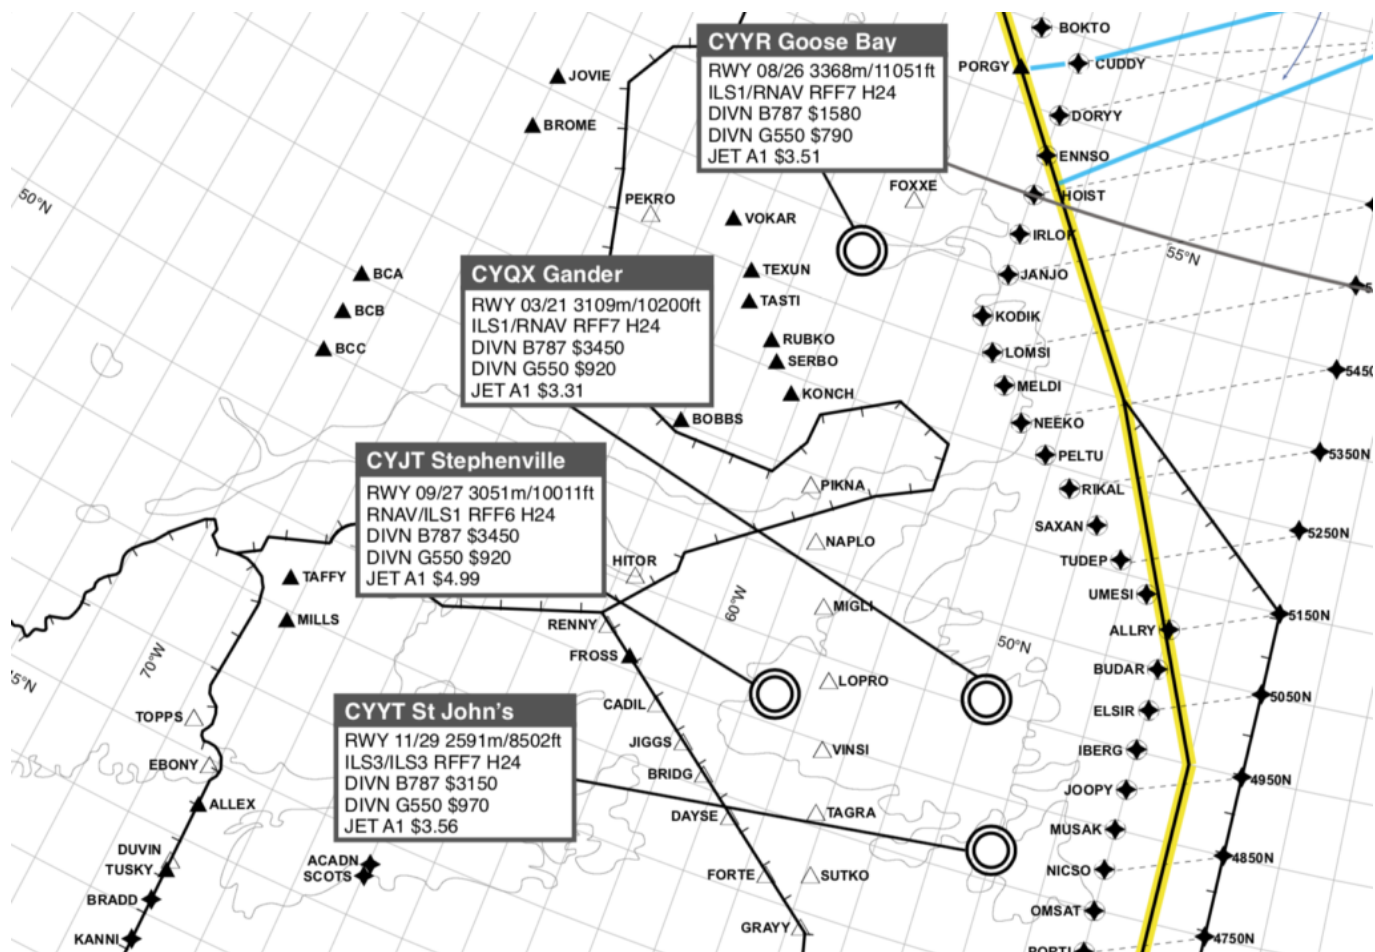 BOKTO
CYYR Goose Bay
RWY 08/26 3368m/11051ft
ILS1/RNAV RFF7 H24
DIVN B787 $1580
DIVN G550 $790
JET A1 $3.51
PORGY
CUDDY
JOVIE
DORYY
BROME
ENNSO
FOXXE
HOIST
50°N
PEKRO
VOKAR
IRLOK
55°N
CYQX Gander
RWY 03/21 3109m/10200ft
ILS1/RNAV RFF7 H24
DIVN B787 $3450
DIVN G550 $920
JET A1 $3.31
BCA
TEXUN
JANJO
TASTI
BCB
KODIK
RUBKO
BCC
SERBO
LOMSI
5450
KONCH
MELDI
BOBBS
NEEKO
CYJT Stephenville
RWY 09/27 3051m/10011ft
RNAV/ILS1 RFF6 H24
DIVN B787 $3450
DIVN G550 $920
JET A1 $4.99
PELTU
5350N
PIKNA
RIKAL
SAXAN
5250N
NAPLO
HITOR
TUDEP
TAFFY
UMESI
60°W
MIGLI
MILLS
RENNY
5150N
ALLRY
50°N
FROSS
70°W
BUDAR
5°N
LOPRO
5050N
CADIL
ELSIR
CYYT St John's
RWY 11/29 2591m/8502ft
ILS3/ILS3 RFF7 H24
DIVN B787 $3150
DIVN G550 $970
JET A1 $3.56
TOPPS
JIGGS
VINSI
IBERG
EBONY
BRIDG
4950N
JOOPY
ALLEX
DAYSE
TAGRA
MUSAK
DUVIN
4850N
TUSKY
ACADN
SCOTS
NICSO
FORTE
SUTKO
BRADD
OMSAT
GRAYY
KANNI
4750N
PORTI